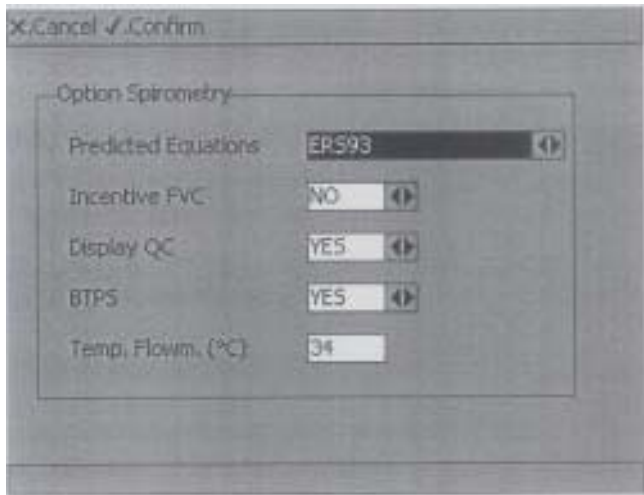 X.Cancel ✓.Confirm
Option Spirometry
Predicted Equations ERS93
Incentive FVC NO
Display QC YES
BTPS YES
Temp. Flowm. (°C) 34